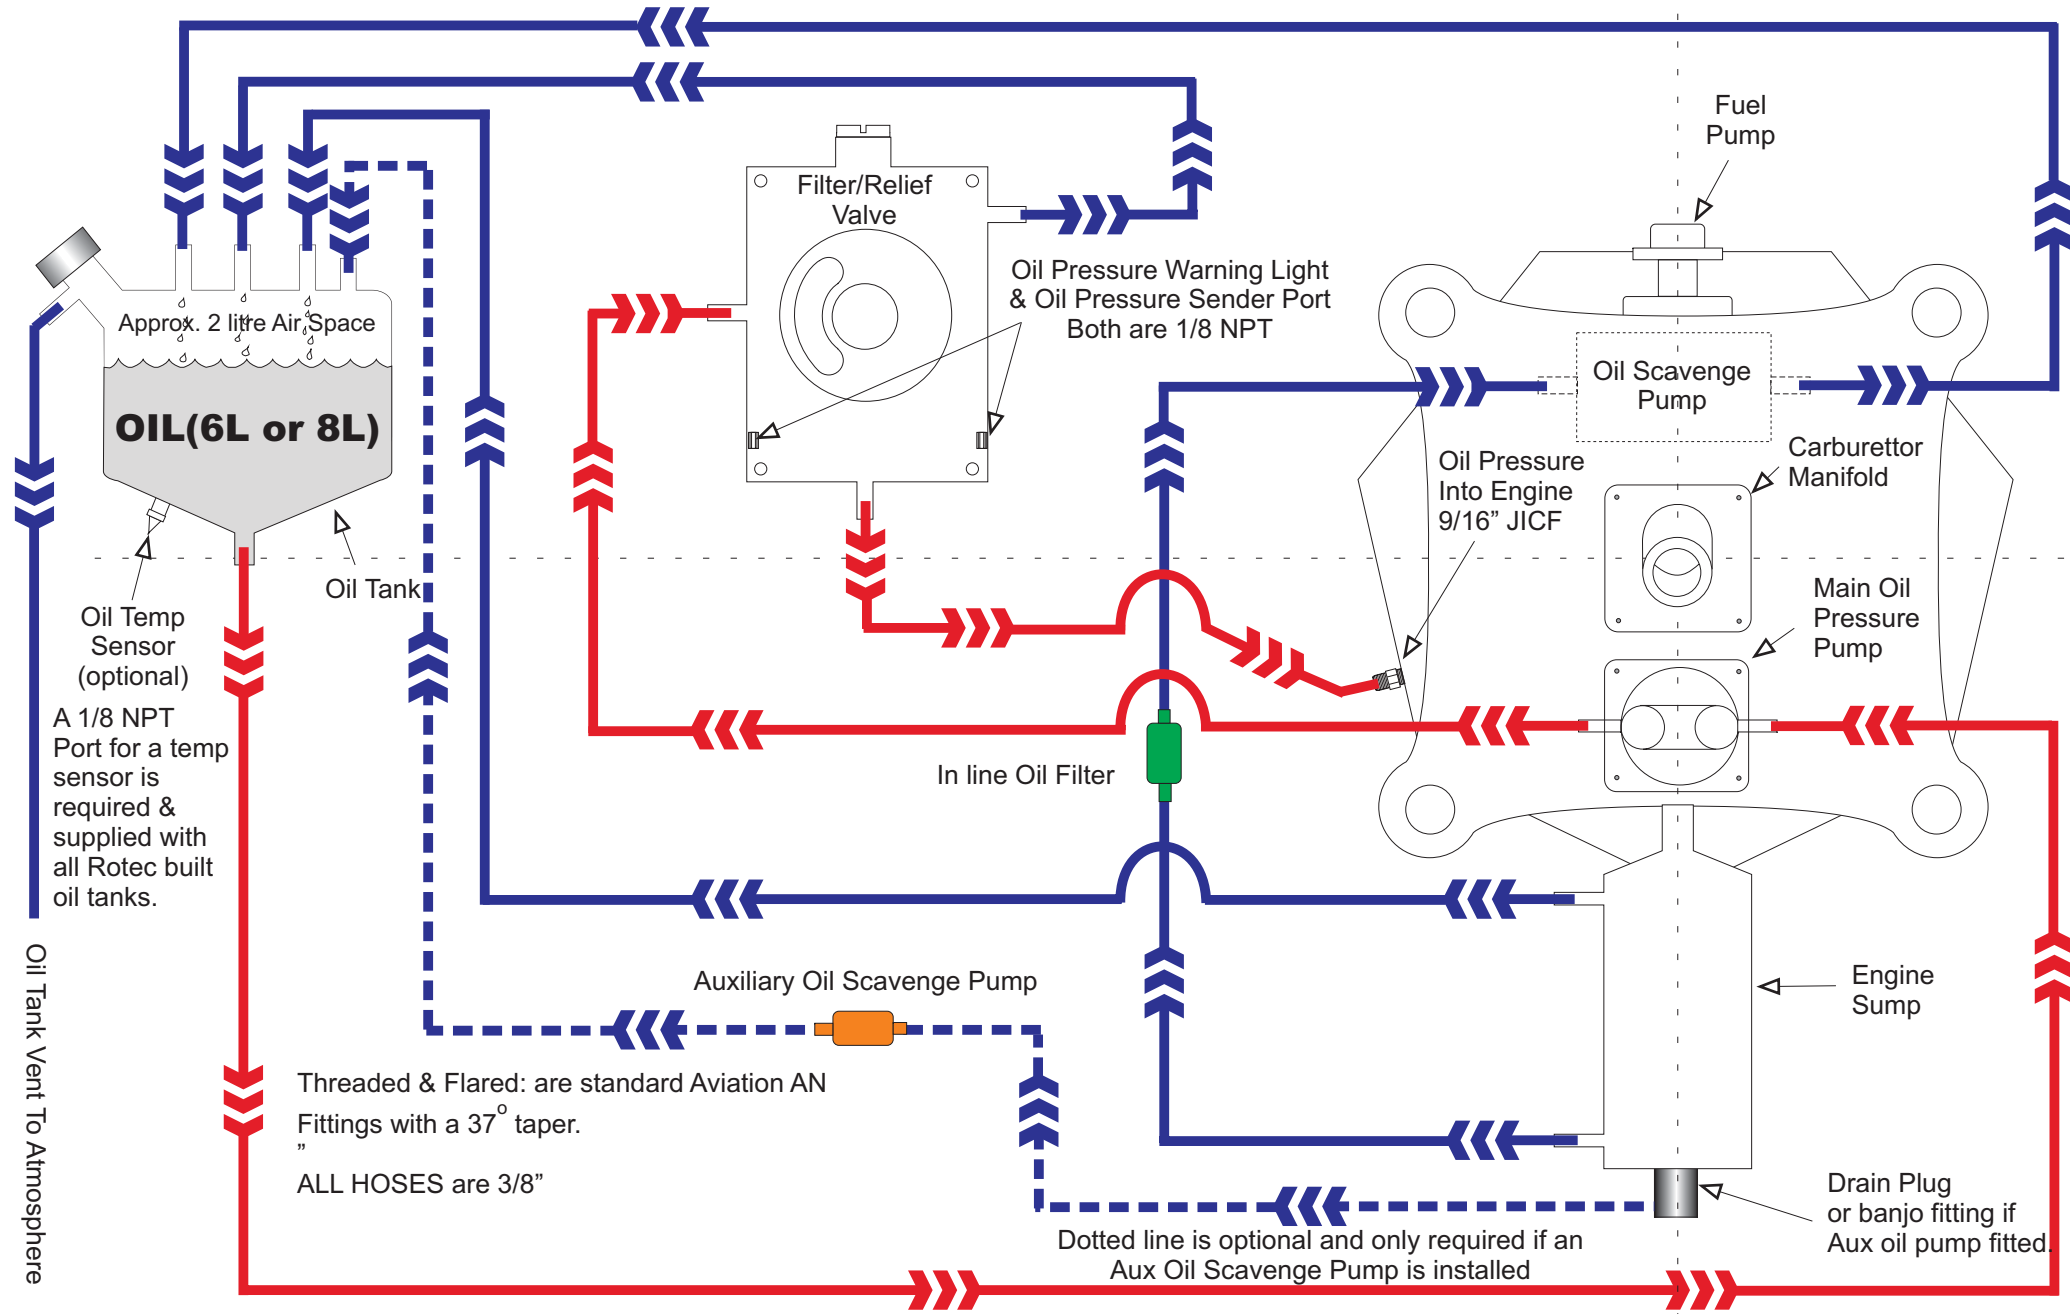 Fuel
Pump
Filter/Relief
Valve
Oil Pressure Warning Light
& Oil Pressure Sender Port
Both are 1/8 NPT
Approx. 2 litre Air Space
OIL(6L or 8L)
Oil Scavenge
Pump
Carburettor
Manifold
Oil Pressure
Into Engine
9/16” JICF
Oil Tank
Oil Temp
Sensor
(optional)
A 1/8 NPT
Port for a temp
sensor is
required &
supplied with
all Rotec built
oil tanks.
Main Oil
Pressure
Pump
In line Oil Filter
Oil Tank Vent To Atmosphere
Auxiliary Oil Scavenge Pump
Engine
Sump
Threaded & Flared: are standard Aviation AN
Fittings with a 37° taper.
”
ALL HOSES are 3/8”
Drain Plug
or banjo fitting if
Aux oil pump fitted.
Dotted line is optional and only required if an
Aux Oil Scavenge Pump is installed